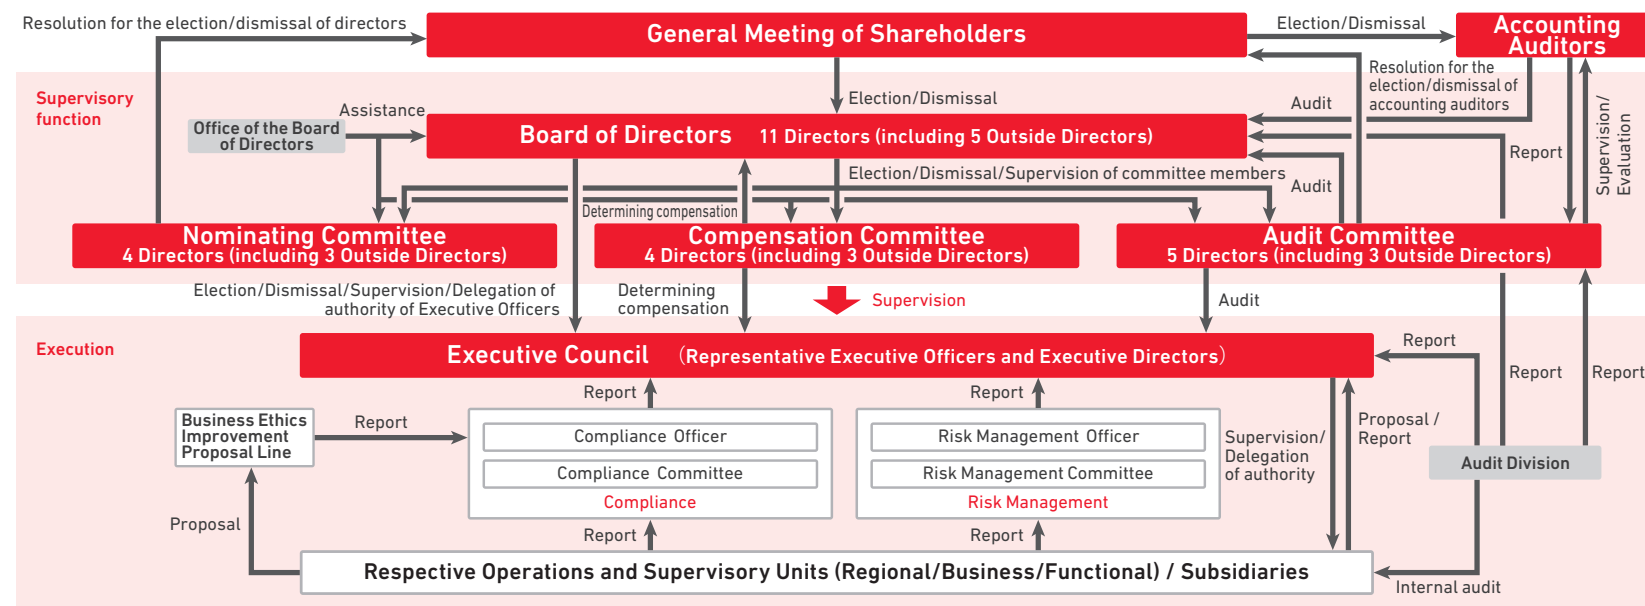 Resolution for the election/dismissal of directors
General Meeting of Shareholders
Election/Dismissal
Accounting
Auditors
Resolution for the
election/dismissal of
accounting auditors
Supervisory
function
Assistance
Election/Dismissal
Audit
Office of the Board
of Directors
Board of Directors 11 Directors (including 5 Outside Directors)
Report
Supervision/
Evaluation
Election/Dismissal/Supervision of committee members
Audit
Determining compensation
Nominating Committee
4 Directors (including 3 Outside Directors)
Compensation Committee
4 Directors (including 3 Outside Directors)
Audit Committee
5 Directors (including 3 Outside Directors)
Election/Dismissal/Supervision/Delegation of
authority of Executive Officers
Determining
compensation
Supervision
Audit
Execution
Executive Council (Representative Executive Officers and Executive Directors)
Report
Report
Report
Report
Report
Business Ethics
Improvement
Proposal Line
Report
Compliance Officer
Compliance Committee
Compliance
Risk Management Officer
Risk Management Committee
Risk Management
Supervision/
Delegation
of authority
Proposal /
Report
Audit Division
Proposal
Report
Report
Respective Operations and Supervisory Units (Regional/Business/Functional) / Subsidiaries
Internal audit